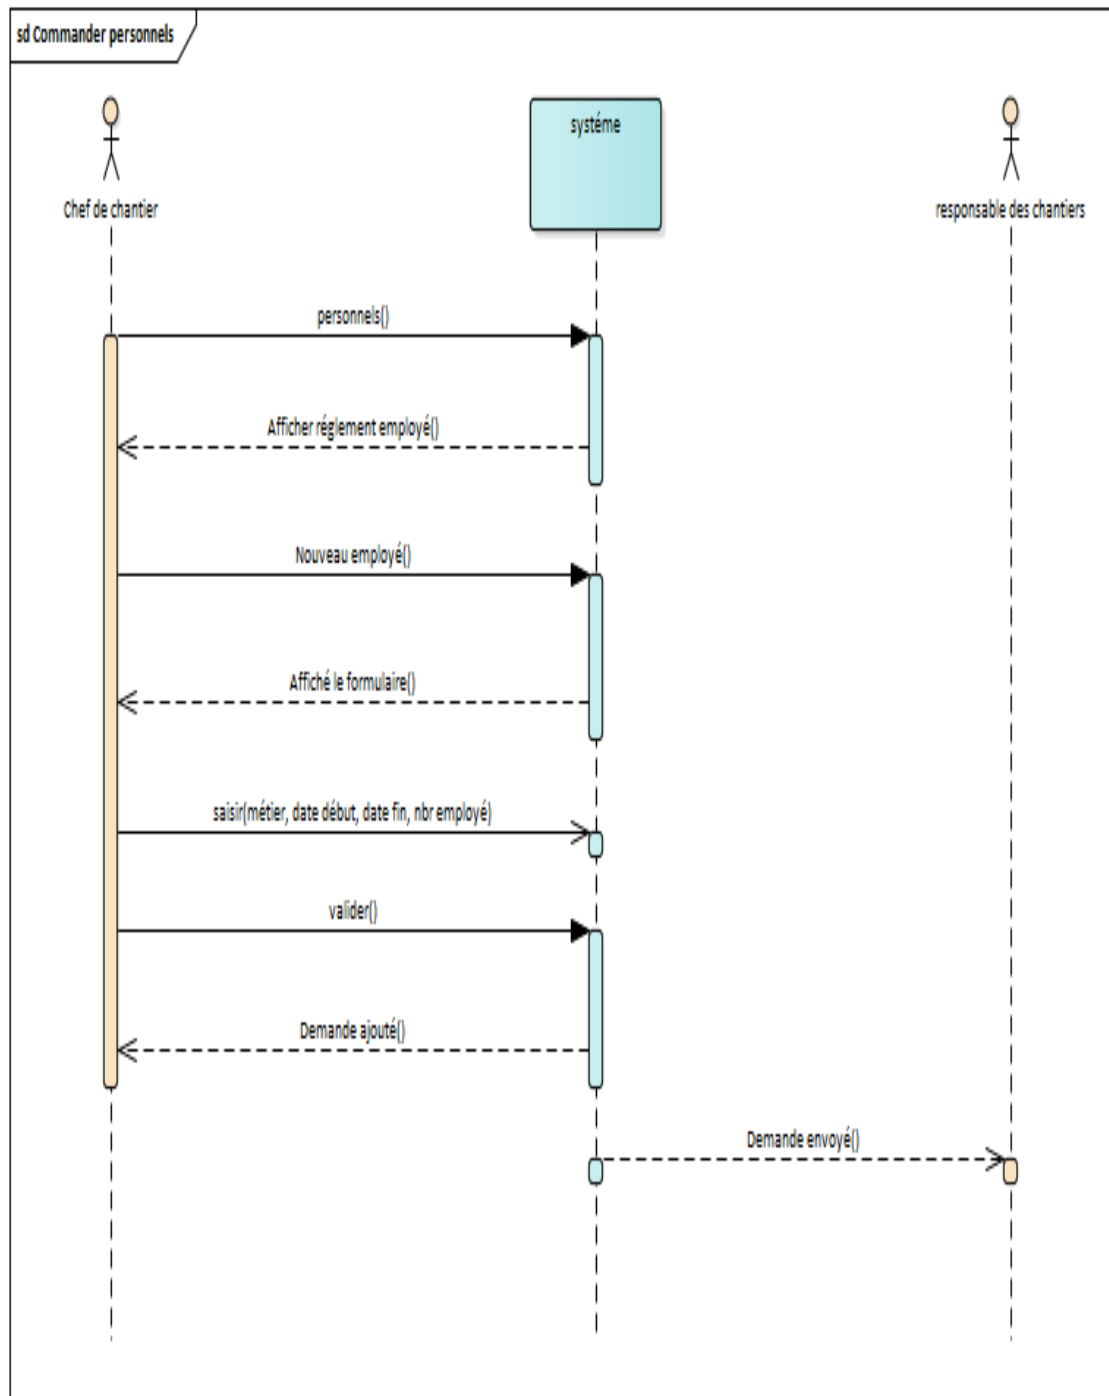 sd Commander personnels
systéme
Chef de chantier
responsable des chantiers
personnels()
Afficher réglement employé()
Nouveau employé()
Affiché le formulaire()
saisir(métier, date début, date fin, nbr employé)
valider()
Demande ajouté()
Demande envoyé()